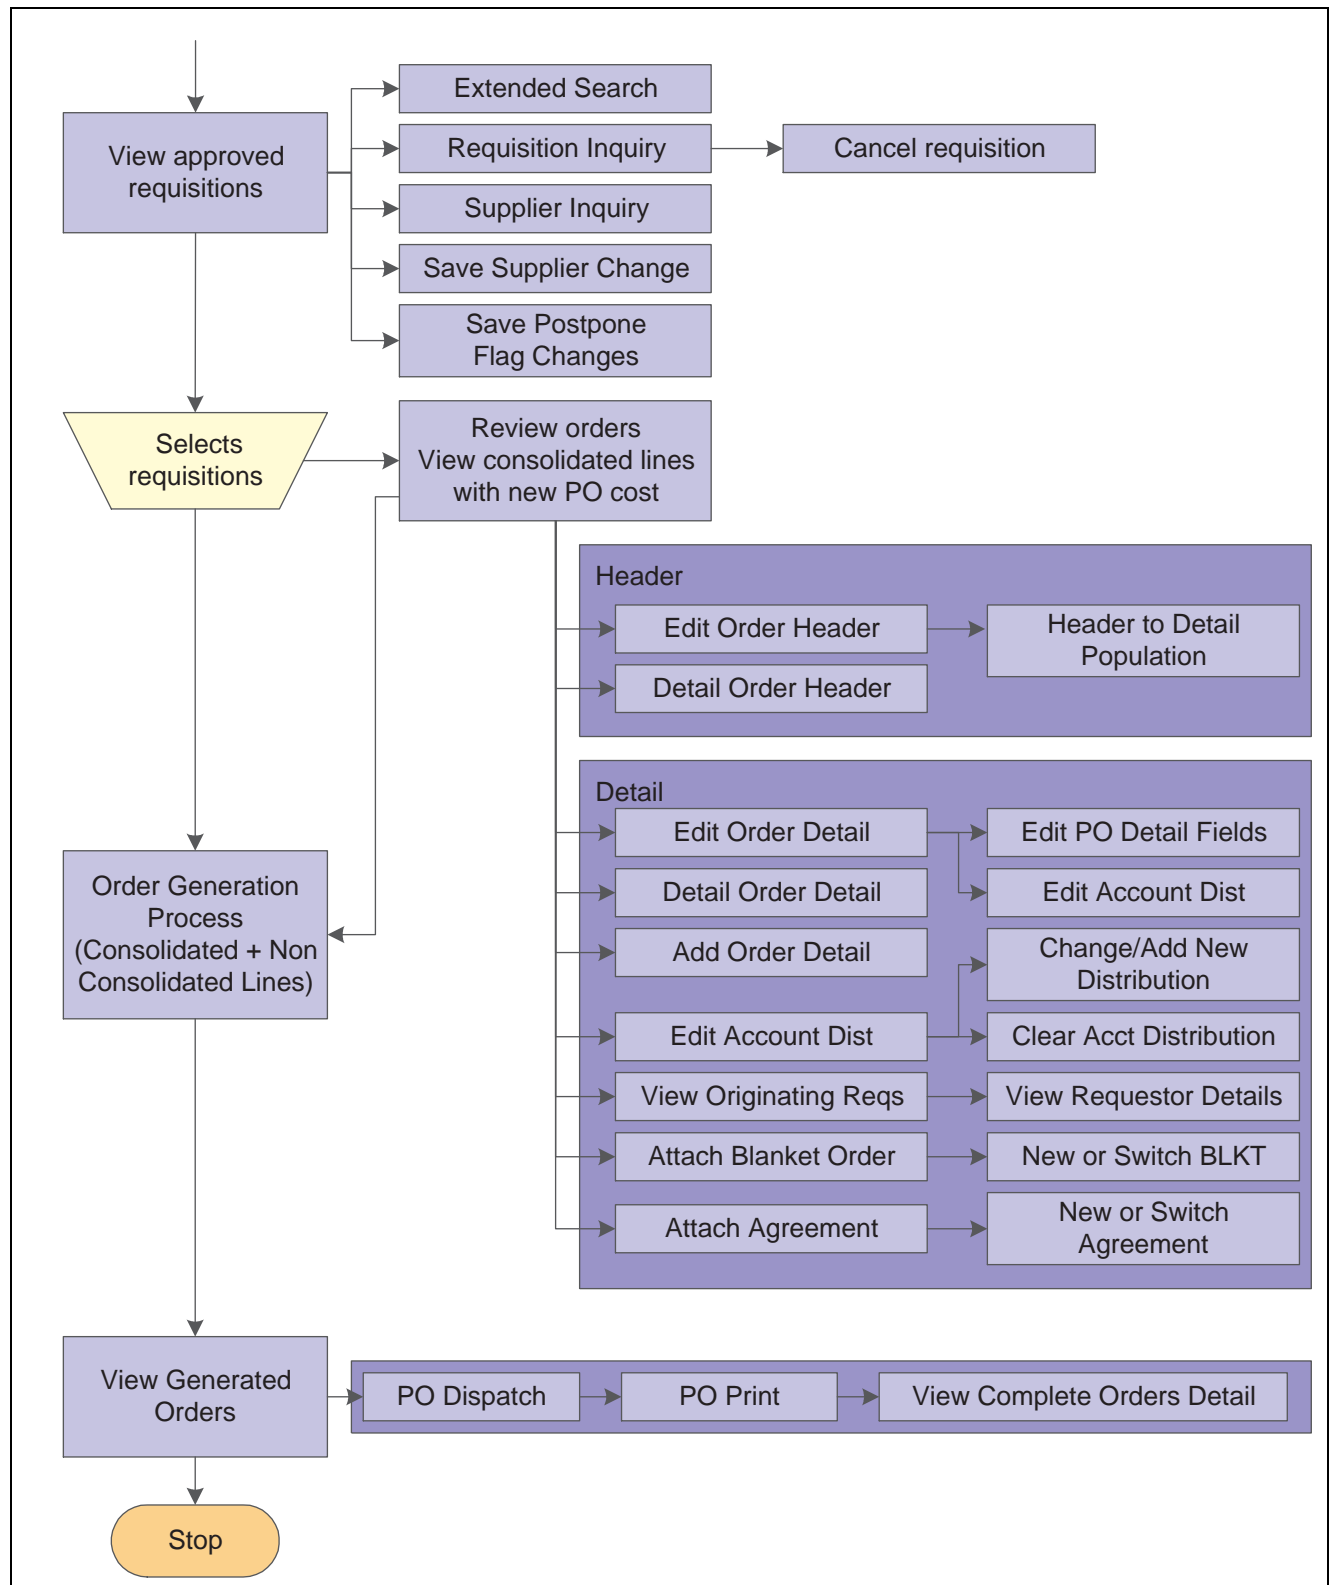 View approved
requisitions
Extended Search
Requisition Inquiry
Cancel requisition
Supplier Inquiry
Save Supplier Change
Save Postpone
Flag Changes
Selects
requisitions
Review orders
View consolidated lines
with new PO cost
Header
Edit Order Header
Header to Detail
Population
Detail Order Header
Detail
Edit Order Detail
Edit PO Detail Fields
Detail Order Detail
Edit Account Dist
Add Order Detail
Change/Add New
Distribution
Edit Account Dist
Clear Acct Distribution
View Originating Reqs
View Requestor Details
Attach Blanket Order
New or Switch BLKT
Attach Agreement
New or Switch
Agreement
Order Generation
Process
(Consolidated + Non
Consolidated Lines)
View Generated
Orders
PO Dispatch
PO Print
View Complete Orders Detail
Stop